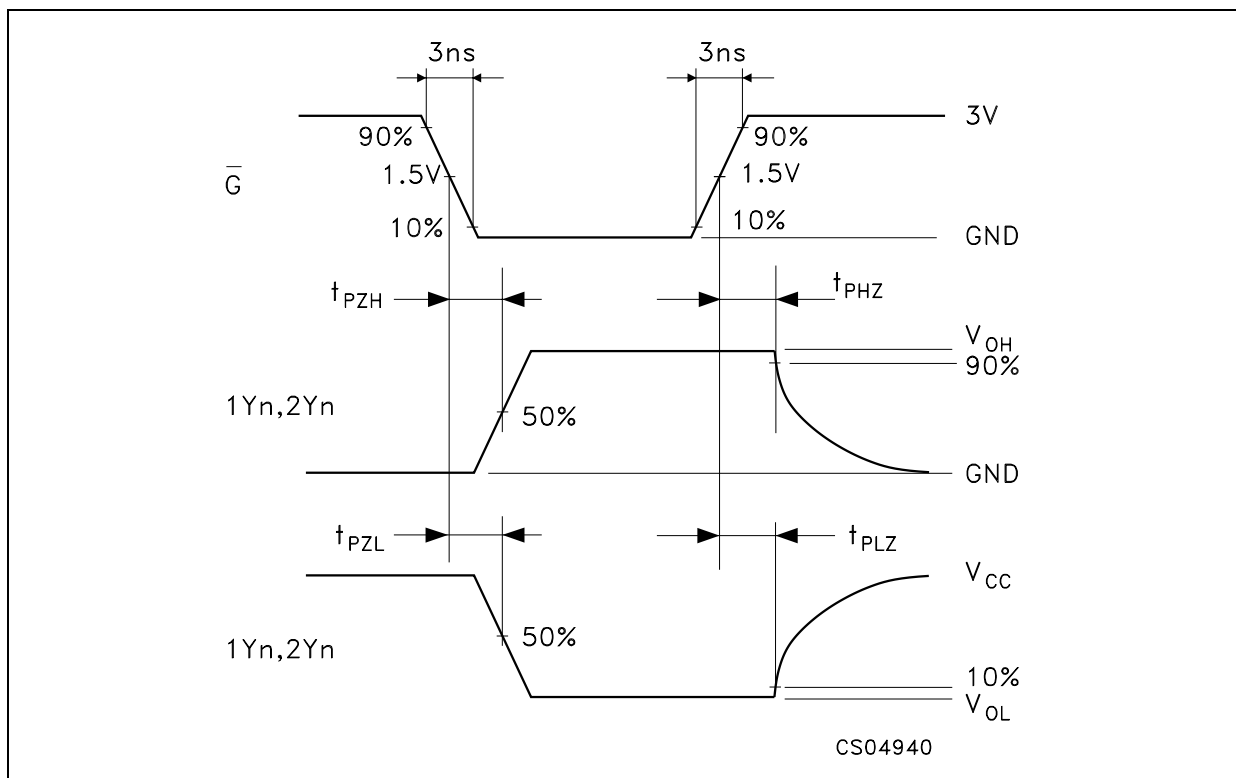 3ns 3ns
3V
90% 90%
1.5V 1.5V
G̅
10% 10%
GND
tPZH tPHZ
VOH
90%
1Yn,2Yn 50%
GND
tPZL tPLZ
VCC
1Yn,2Yn 50%
10%
VOL
CS04940